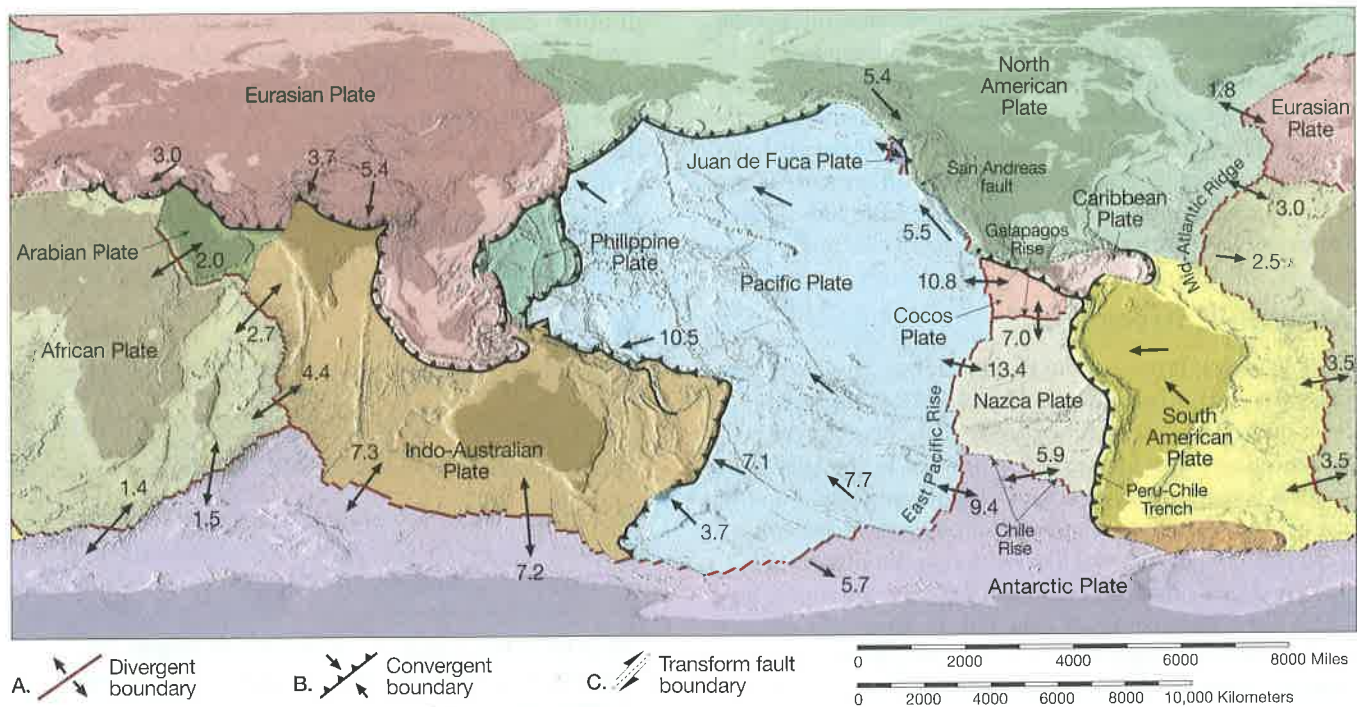 Eurasian Plate
North
American
Plate
5.4
1.8
Eurasian
Plate
3.0
3.7
5.4
Juan de Fuca Plate
San Andreas
fault
Caribbean
Plate
Mid-Atlantic Ridge
3.0
Arabian Plate
2.0
Philippine
Plate
5.5
Galapagos
Rise
2.5
Pacific Plate
10.8
Cocos
Plate
African Plate
2.7
10.5
7.0
4.4
13.4
Nazca Plate
3.5
South
American
Plate
7.3
Indo-Australian
Plate
7.1
East Pacific Rise
5.9
1.4
7.7
Peru-Chile
Trench
3.5
1.5
3.7
9.4
Chile
Rise
7.2
5.7
Antarctic Plate
A.
Divergent
boundary
B.
Convergent
boundary
C.
Transform fault
boundary
0 2000 4000 6000 8000 Miles
0 2000 4000 6000 8000 10,000 Kilometers